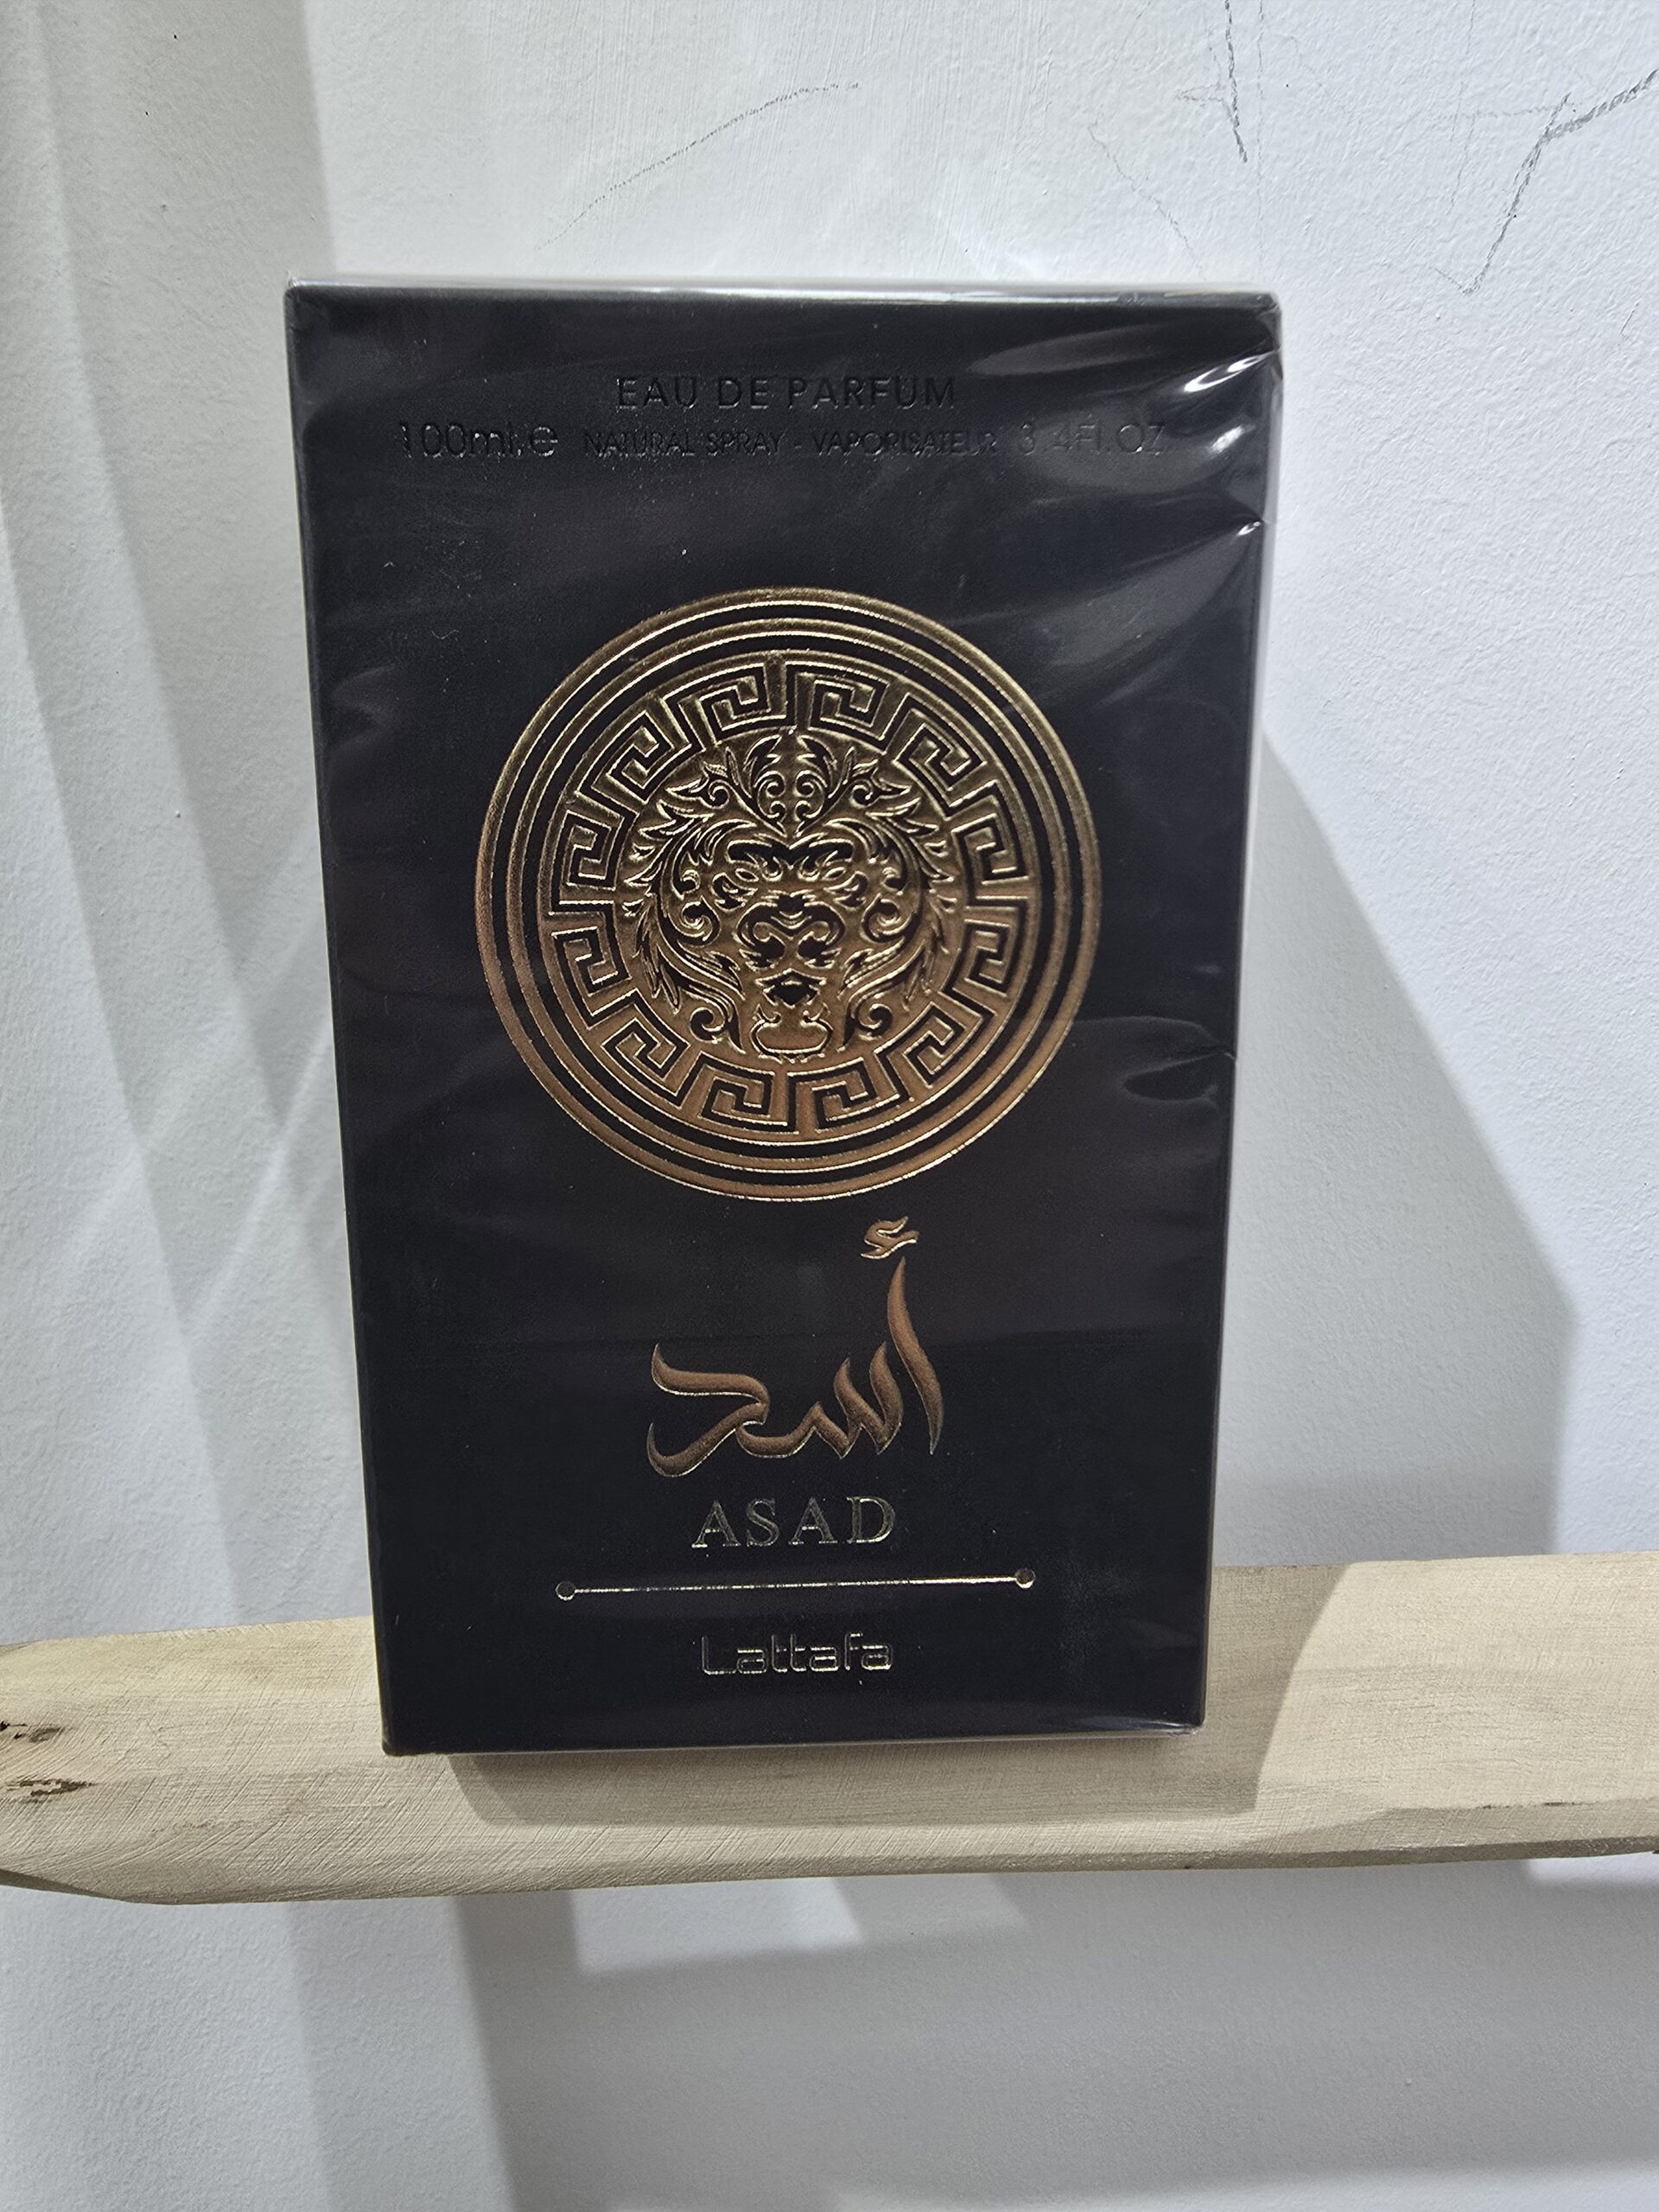 EAU DE PARFUM
100ml.℮ NATURAL SPRAY - VAPORISATEUR 3.4Fl.OZ.
أسد
ASAD
Lattafa